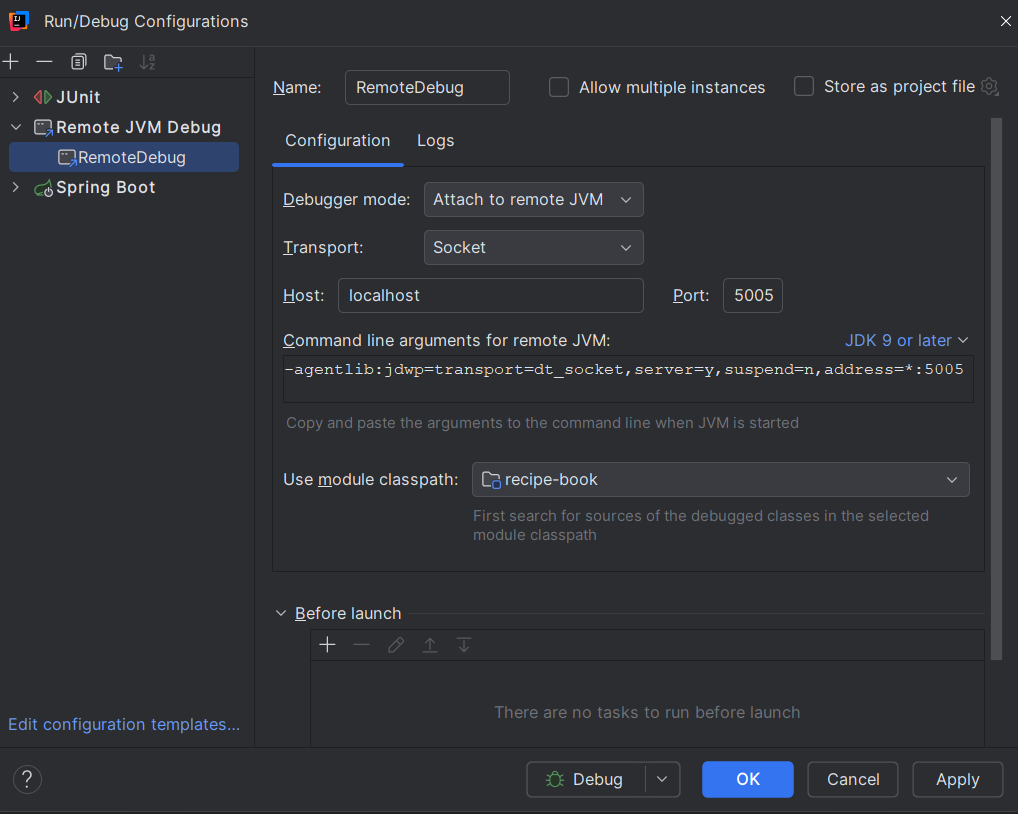 Run/Debug Configurations
JUnit
Remote JVM Debug
RemoteDebug
Spring Boot
Edit configuration templates...
Name: RemoteDebug Allow multiple instances Store as project file
Configuration Logs
Debugger mode: Attach to remote JVM
Transport: Socket
Host: localhost Port: 5005
Command line arguments for remote JVM: JDK 9 or later
-agentlib:jdwp=transport=dt_socket,server=y,suspend=n,address=*:5005
Copy and paste the arguments to the command line when JVM is started
Use module classpath: recipe-book
First search for sources of the debugged classes in the selected
module classpath
Before launch
There are no tasks to run before launch
? Debug OK Cancel Apply